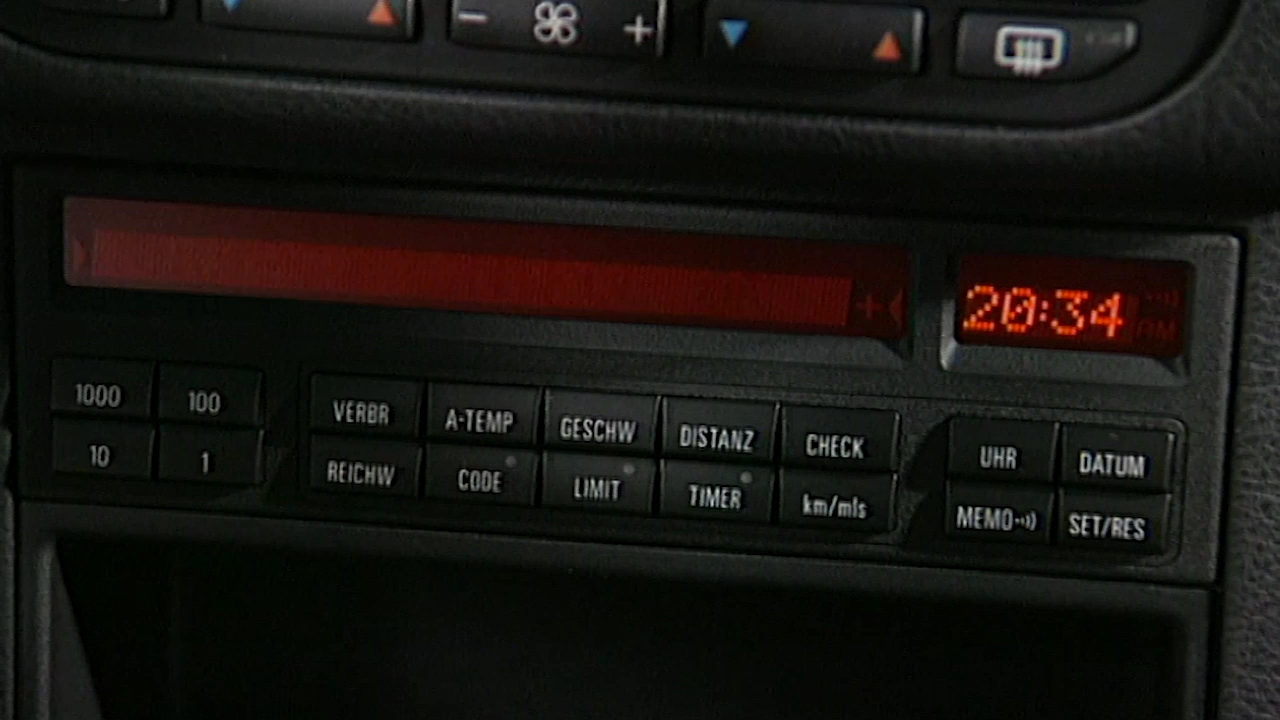 − +
+ 20:34 AM
1000 100 VERBR A-TEMP GESCHW DISTANZ CHECK UHR DATUM
10 1 REICHW CODE LIMIT TIMER km/mls MEMO SET/RES